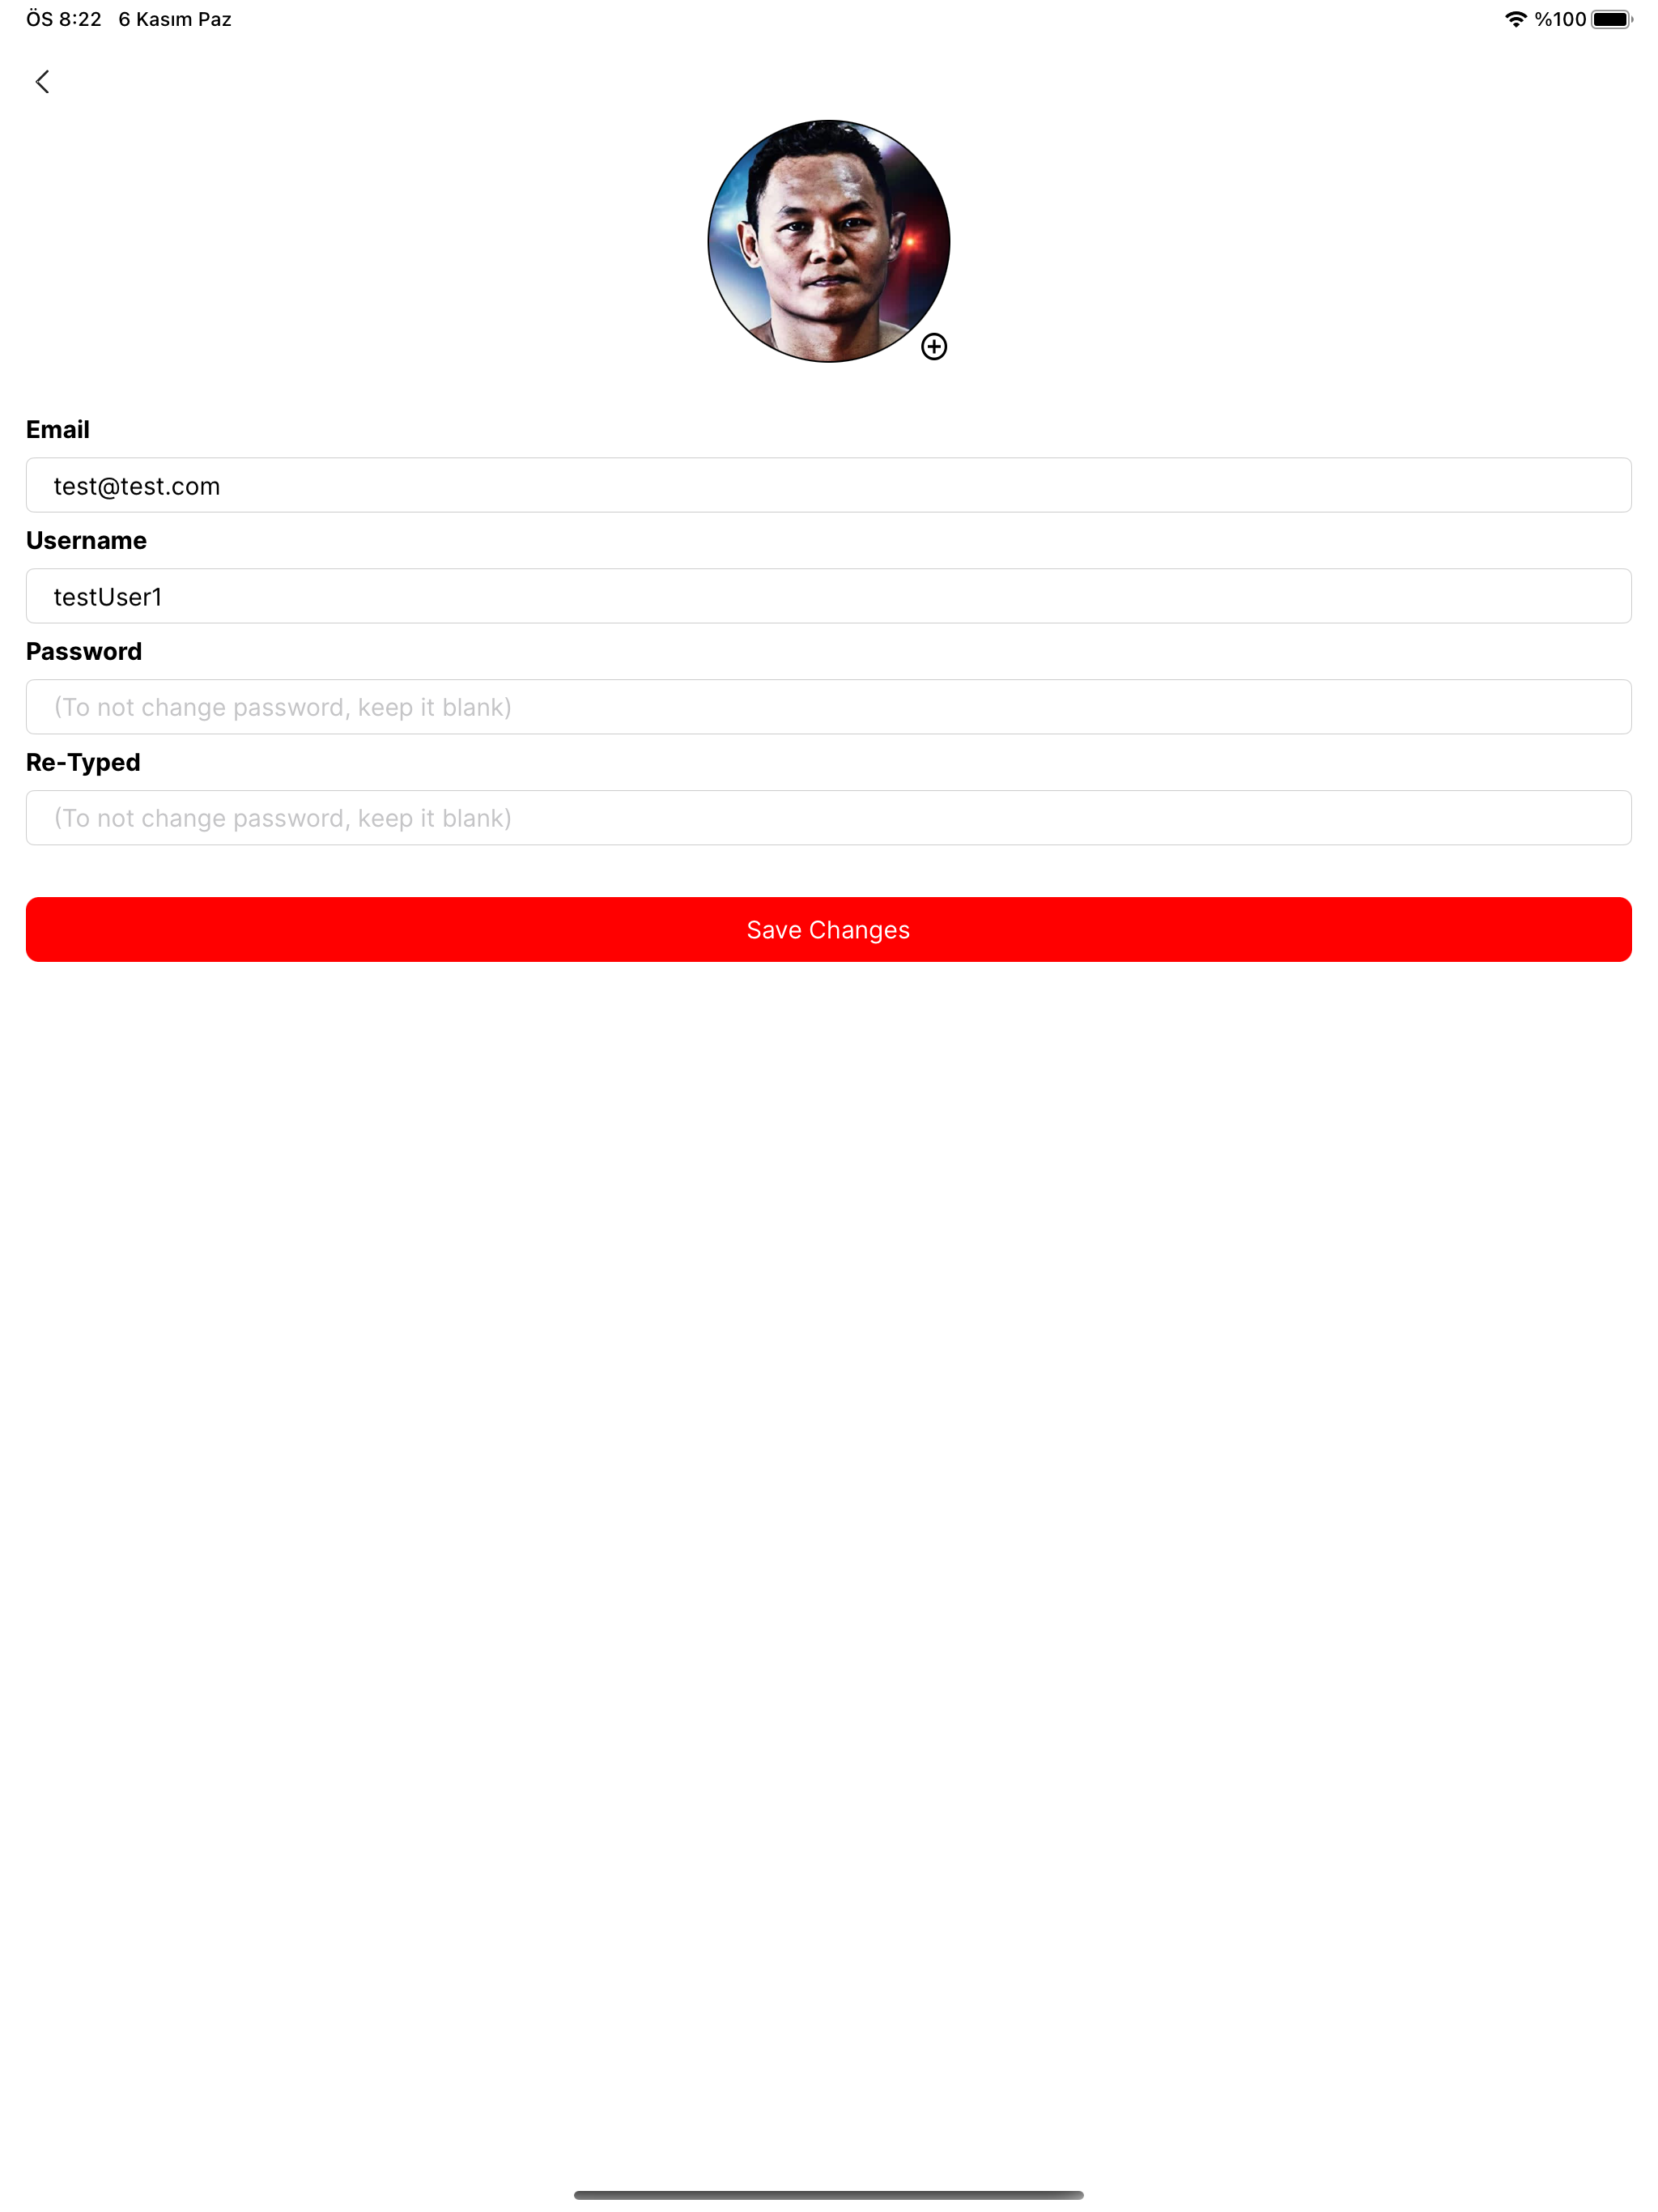 ÖS 8:22 6 Kasım Paz %100
Email
test@test.com
Username
testUser1
Password
(To not change password, keep it blank)
Re-Typed
(To not change password, keep it blank)
Save Changes